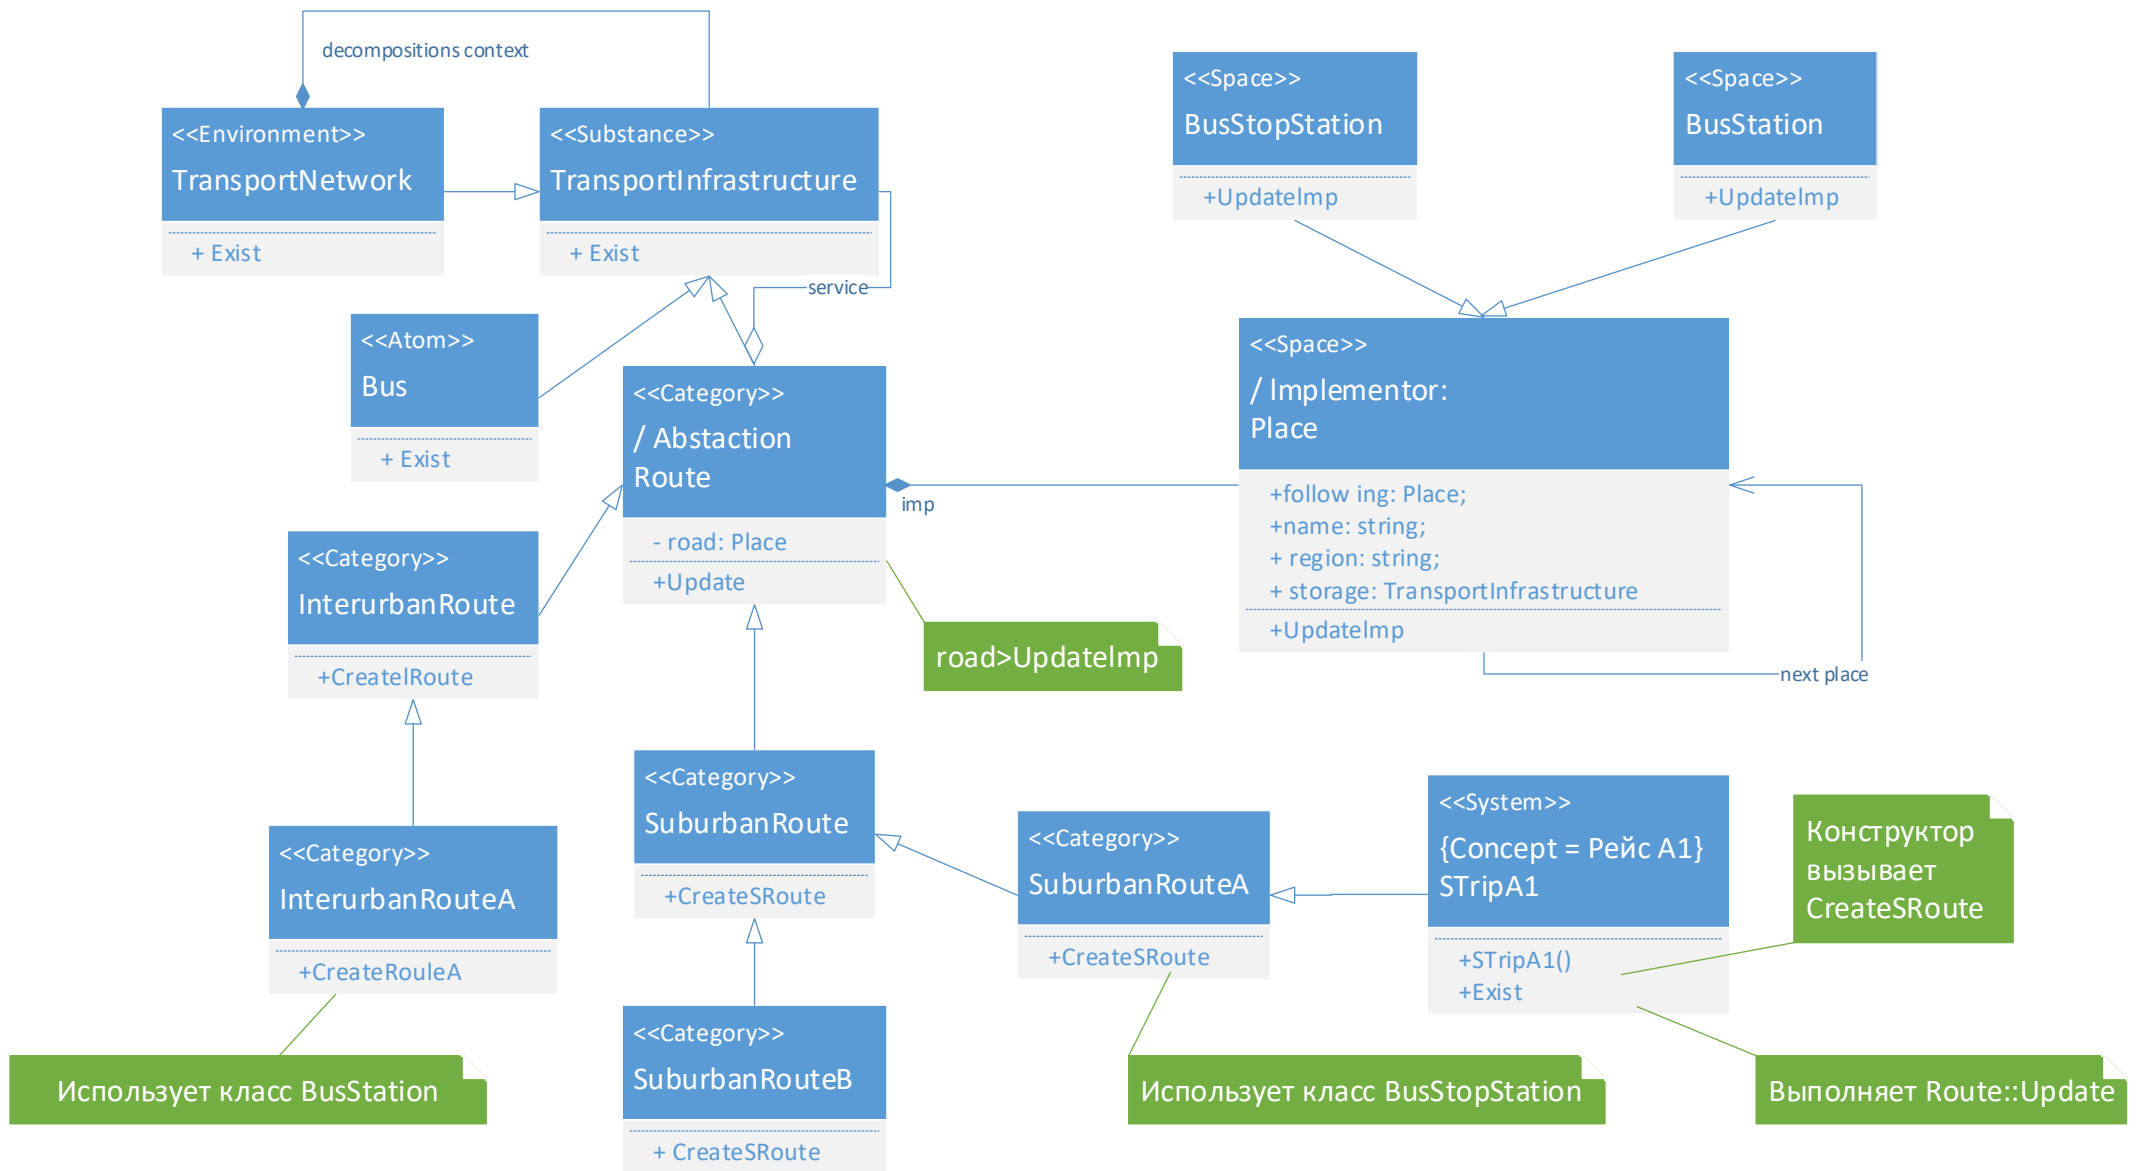 decompositions context
<<Environment>>
TransportNetwork
+ Exist
<<Substance>>
TransportInfrastructure
+ Exist
service
<<Space>>
BusStopStation
+UpdateImp
<<Space>>
BusStation
+UpdateImp
<<Atom>>
Bus
+ Exist
<<Category>>
/ Abstaction
Route
- road: Place
+Update
imp
<<Space>>
/ Implementor:
Place
+follow ing: Place;
+name: string;
+ region: string;
+ storage: TransportInfrastructure
+UpdateImp
next place
road>UpdateImp
<<Category>>
InterurbanRoute
+CreateIRoute
<<Category>>
InterurbanRouteA
+CreateRouleA
Использует класс BusStation
<<Category>>
SuburbanRoute
+CreateSRoute
<<Category>>
SuburbanRouteB
+ CreateSRoute
<<Category>>
SuburbanRouteA
+CreateSRoute
Использует класс BusStopStation
<<System>>
{Concept = Рейс А1}
STripA1
+STripA1()
+Exist
Конструктор
вызывает
CreateSRoute
Выполняет Route::Update